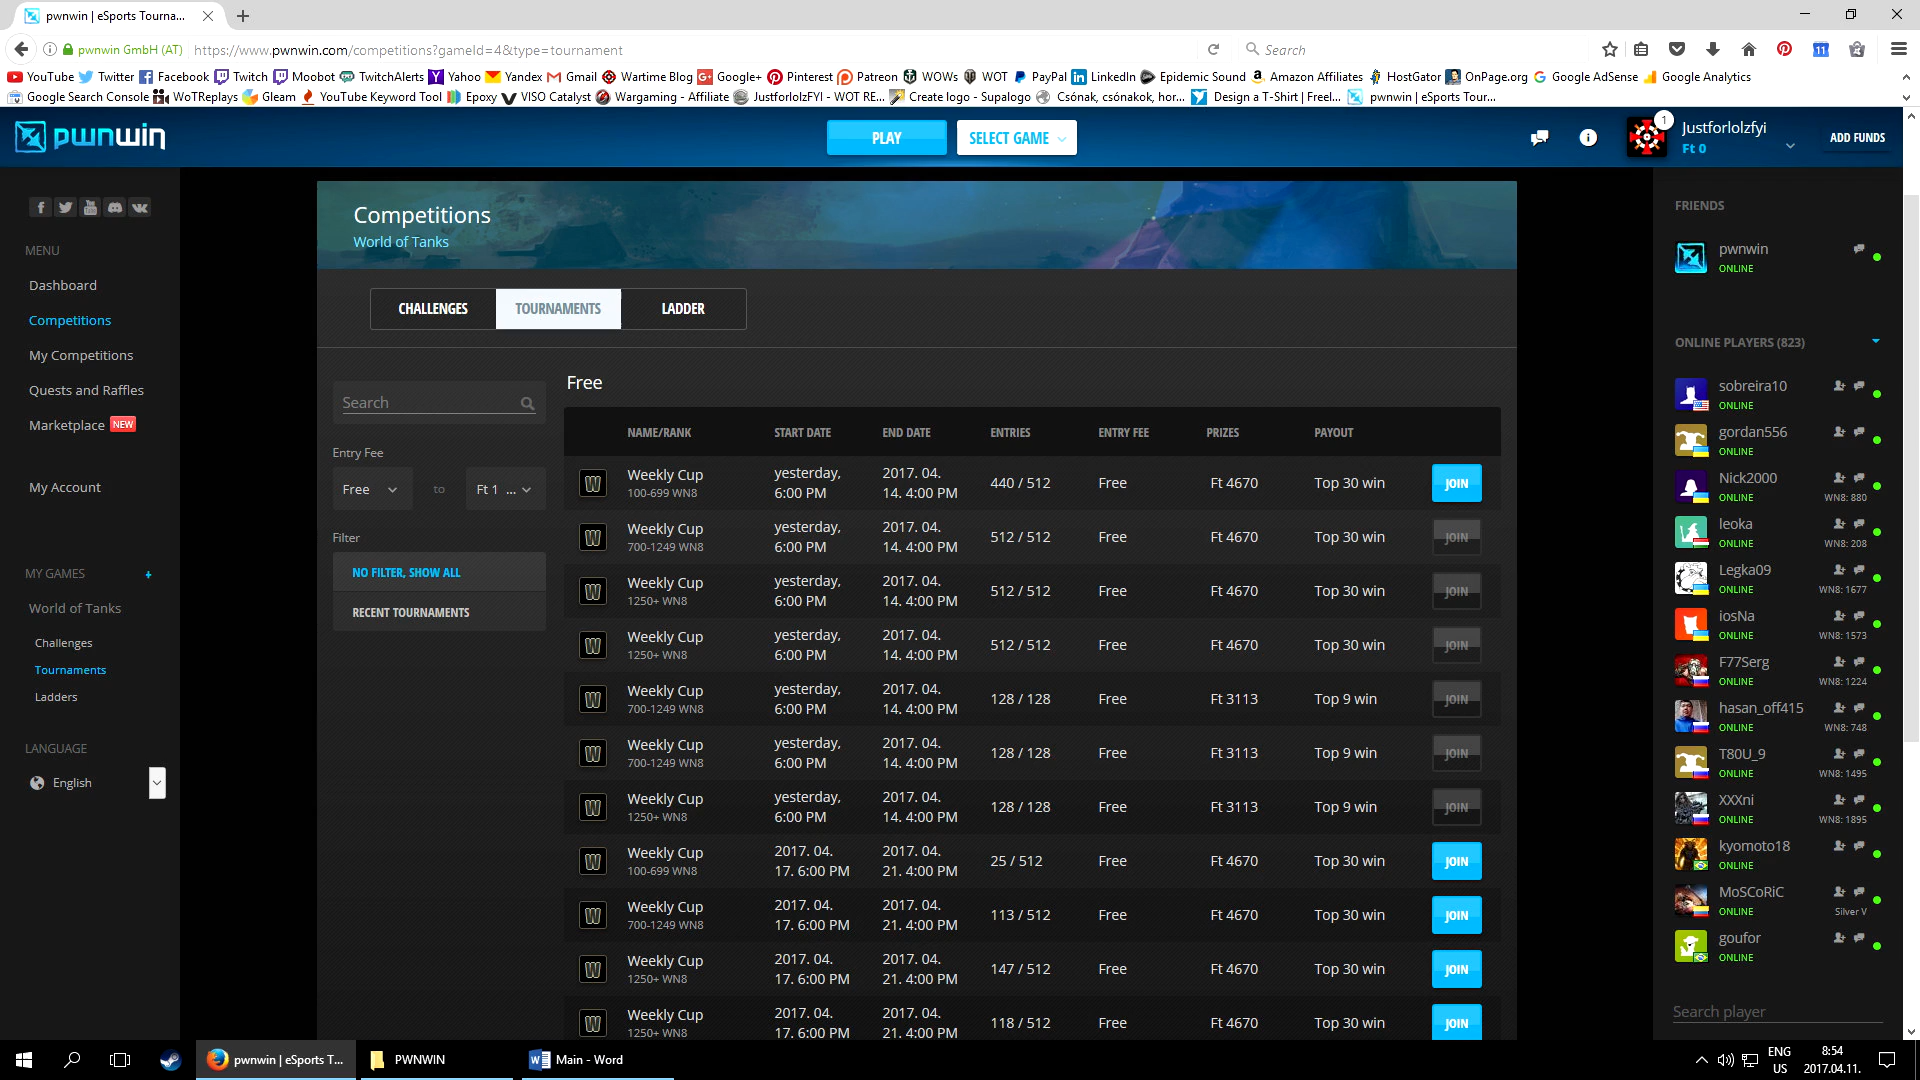 pwnwin | eSports Tourna...
pwnwin GmbH (AT) https://www.pwnwin.com/competitions?gameId=4&type=tournament Search
YouTube Twitter Facebook Twitch Moobot TwitchAlerts Yahoo Yandex Gmail Wartime Blog Google+ Pinterest Patreon WOWs WOT PayPal LinkedIn Epidemic Sound Amazon Affiliates HostGator OnPage.org Google AdSense Google Analytics
Google Search Console WoTReplays Gleam YouTube Keyword Tool Epoxy VISO Catalyst Wargaming - Affiliate JustforlolzFYI - WOT RE... Create logo - Supalogo Csónak, csónakok, hor... Design a T-Shirt | Freel... pwnwin | eSports Tour...
pwnwin
PLAY
SELECT GAME
1
Justforlolzfyi
Ft 0
ADD FUNDS
MENU
Dashboard
Competitions
My Competitions
Quests and Raffles
Marketplace NEW
My Account
MY GAMES +
World of Tanks
Challenges
Tournaments
Ladders
LANGUAGE
English
Competitions
World of Tanks
CHALLENGES TOURNAMENTS LADDER
Search
Entry Fee
Free to Ft 1 ...
Filter
NO FILTER, SHOW ALL
RECENT TOURNAMENTS
Free
NAME/RANK START DATE END DATE ENTRIES ENTRY FEE PRIZES PAYOUT
Weekly Cup yesterday, 2017. 04.
100-699 WN8 6:00 PM 14. 4:00 PM 440 / 512 Free Ft 4670 Top 30 win JOIN
Weekly Cup yesterday, 2017. 04.
700-1249 WN8 6:00 PM 14. 4:00 PM 512 / 512 Free Ft 4670 Top 30 win JOIN
Weekly Cup yesterday, 2017. 04.
1250+ WN8 6:00 PM 14. 4:00 PM 512 / 512 Free Ft 4670 Top 30 win JOIN
Weekly Cup yesterday, 2017. 04.
1250+ WN8 6:00 PM 14. 4:00 PM 512 / 512 Free Ft 4670 Top 30 win JOIN
Weekly Cup yesterday, 2017. 04.
700-1249 WN8 6:00 PM 14. 4:00 PM 128 / 128 Free Ft 3113 Top 9 win JOIN
Weekly Cup yesterday, 2017. 04.
700-1249 WN8 6:00 PM 14. 4:00 PM 128 / 128 Free Ft 3113 Top 9 win JOIN
Weekly Cup yesterday, 2017. 04.
1250+ WN8 6:00 PM 14. 4:00 PM 128 / 128 Free Ft 3113 Top 9 win JOIN
Weekly Cup 2017. 04. 2017. 04.
100-699 WN8 17. 6:00 PM 21. 4:00 PM 25 / 512 Free Ft 4670 Top 30 win JOIN
Weekly Cup 2017. 04. 2017. 04.
700-1249 WN8 17. 6:00 PM 21. 4:00 PM 113 / 512 Free Ft 4670 Top 30 win JOIN
Weekly Cup 2017. 04. 2017. 04.
1250+ WN8 17. 6:00 PM 21. 4:00 PM 147 / 512 Free Ft 4670 Top 30 win JOIN
Weekly Cup 2017. 04. 2017. 04.
1250+ WN8 17. 6:00 PM 21. 4:00 PM 118 / 512 Free Ft 4670 Top 30 win JOIN
FRIENDS
pwnwin
ONLINE
ONLINE PLAYERS (823)
sobreira10
ONLINE
gordan556
ONLINE
Nick2000
ONLINE WN8: 880
leoka
ONLINE WN8: 208
Legka09
ONLINE WN8: 1677
iosNa
ONLINE WN8: 1573
F77Serg
ONLINE WN8: 1224
hasan_off415
ONLINE WN8: 748
T80U_9
ONLINE WN8: 1495
XXXni
ONLINE WN8: 1895
kyomoto18
ONLINE
MoSCoRiC
ONLINE Silver V
goufor
ONLINE
Search player
pwnwin | eSports T... PWNWIN Main - Word
ENG 8:54
US 2017.04.11.